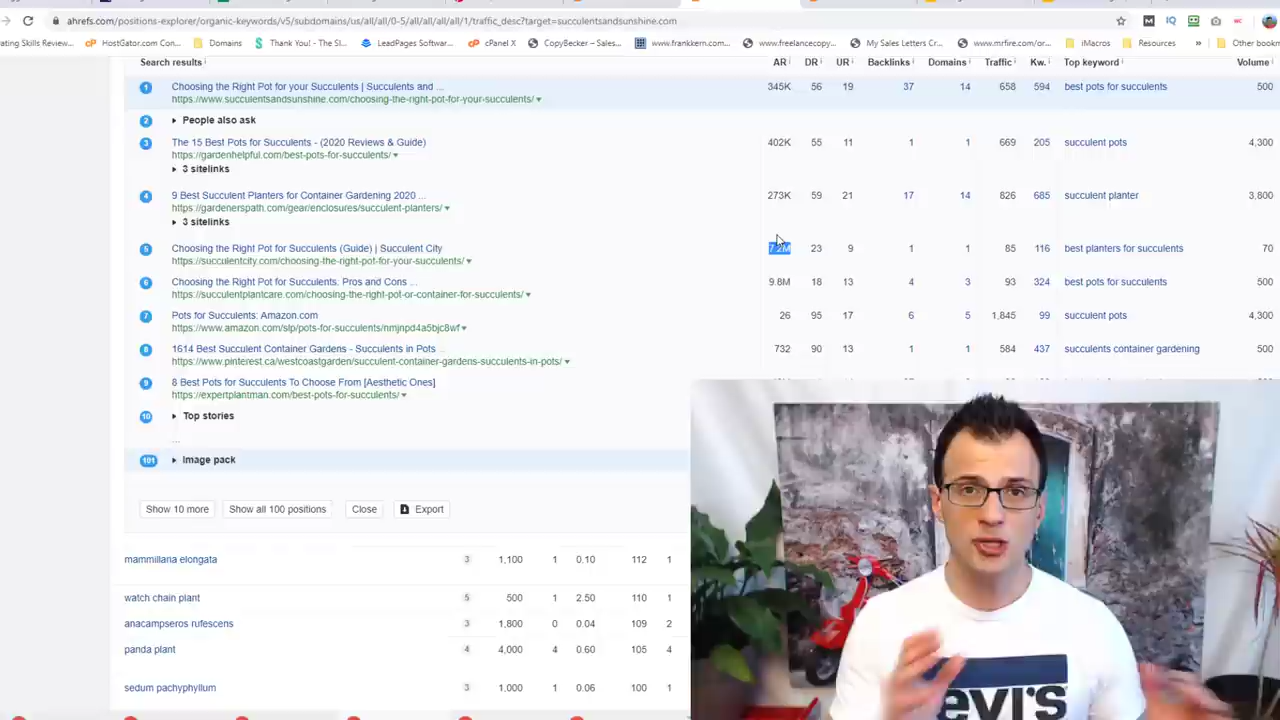 ahrefs.com/positions-explorer/organic-keywords/v5/subdomains/us/all/all/0-5/all/all/all/all/1/traffic_desc?target=succulentsandsunshine.com
ating Skills Review... HostGator.com Cont... Domains Thank You! - The Sl... LeadPages Software... cPanel X CopyBecker – Sales... www.frankkern.com... www.freelancecopy... My Sales Letters Cr... www.mrfire.com/or... iMacros Resources » Other bookm
Search results AR DR UR Backlinks Domains Traffic Kw. Top keyword Volume
1 Choosing the Right Pot for your Succulents | Succulents and ... 345K 56 19 37 14 658 594 best pots for succulents 500
https://www.succulentsandsunshine.com/choosing-the-right-pot-for-your-succulents/
2 People also ask
3 The 15 Best Pots for Succulents - (2020 Reviews & Guide) 402K 55 11 1 1 669 205 succulent pots 4,300
https://gardenhelpful.com/best-pots-for-succulents/
3 sitelinks
4 9 Best Succulent Planters for Container Gardening 2020 ... 273K 59 21 17 14 826 685 succulent planter 3,800
https://gardenerspath.com/gear/enclosures/succulent-planters/
3 sitelinks
5 Choosing the Right Pot for Succulents (Guide) | Succulent City 7.2M 23 9 1 1 85 116 best planters for succulents 70
https://succulentcity.com/choosing-the-right-pot-for-your-succulents/
6 Choosing the Right Pot for Succulents: Pros and Cons ... 9.8M 18 13 4 3 93 324 best pots for succulents 500
https://succulentplantcare.com/choosing-the-right-pot-or-container-for-succulents/
7 Pots for Succulents: Amazon.com 26 95 17 6 5 1,845 99 succulent pots 4,300
https://www.amazon.com/slp/pots-for-succulents/nmjnpd4a5bjc8wf
8 1614 Best Succulent Container Gardens - Succulents in Pots 732 90 13 1 1 584 437 succulents container gardening 500
https://www.pinterest.ca/westcoastgarden/succulent-container-gardens-succulents-in-pots/
9 8 Best Pots for Succulents To Choose From [Aesthetic Ones]
https://expertplantman.com/best-pots-for-succulents/
10 Top stories
...
101 Image pack
Show 10 more Show all 100 positions Close Export
mammillaria elongata 3 1,100 1 0.10 112 1
watch chain plant 5 500 1 2.50 110 1
anacampseros rufescens 3 1,800 0 0.04 109 2
panda plant 4 4,000 4 0.60 105 4
sedum pachyphyllum 3 1,000 1 0.06 100 1
evi's